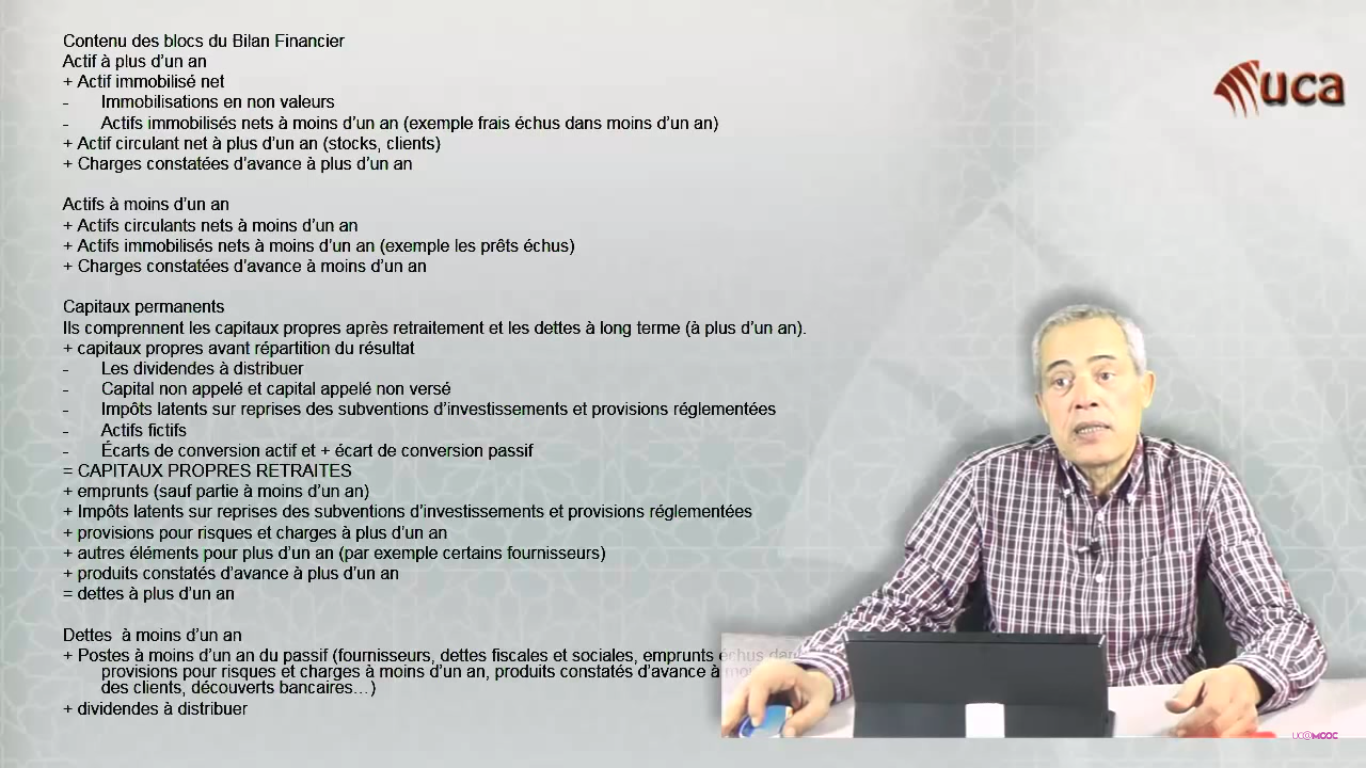 Contenu des blocs du Bilan Financier
Actif à plus d'un an
+ Actif immobilisé net
- Immobilisations en non valeurs
- Actifs immobilisés nets à moins d'un an (exemple frais échus dans moins d'un an)
+ Actif circulant net à plus d'un an (stocks, clients)
+ Charges constatées d'avance à plus d'un an
Actifs à moins d'un an
+ Actifs circulants nets à moins d'un an
+ Actifs immobilisés nets à moins d'un an (exemple les prêts échus)
+ Charges constatées d'avance à moins d'un an
Capitaux permanents
Ils comprennent les capitaux propres après retraitement et les dettes à long terme (à plus d'un an).
+ capitaux propres avant répartition du résultat
- Les dividendes à distribuer
- Capital non appelé et capital appelé non versé
- Impôts latents sur reprises des subventions d'investissements et provisions réglementées
- Actifs fictifs
- Écarts de conversion actif et + écart de conversion passif
= CAPITAUX PROPRES RETRAITES
+ emprunts (sauf partie à moins d'un an)
+ Impôts latents sur reprises des subventions d'investissements et provisions réglementées
+ provisions pour risques et charges à plus d'un an
+ autres éléments pour plus d'un an (par exemple certains fournisseurs)
+ produits constatés d'avance à plus d'un an
= dettes à plus d'un an
Dettes à moins d'un an
+ Postes à moins d'un an du passif (fournisseurs, dettes fiscales et sociales, emprunts échus
provisions pour risques et charges à moins d'un an, produits constatés d'avance à
des clients, découverts bancaires…)
+ dividendes à distribuer
uca
UC@MOOC